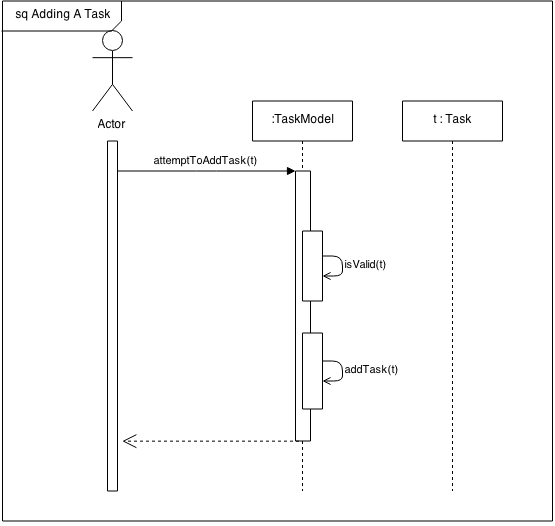 sq Adding A Task
Actor
:TaskModel
t : Task
attemptToAddTask(t)
isValid(t)
addTask(t)